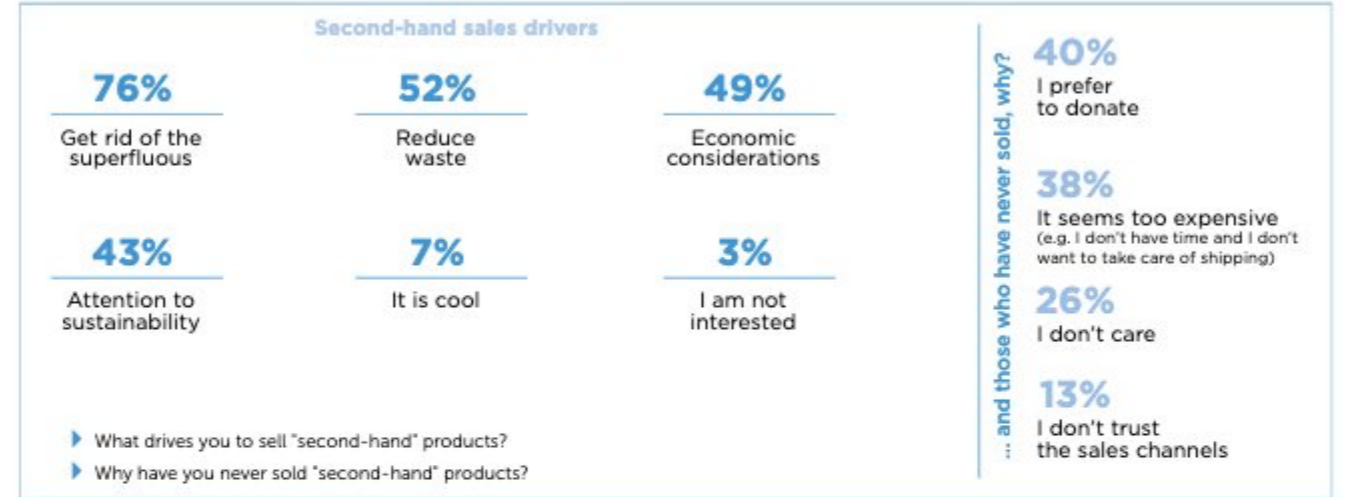 Second-hand sales drivers
76%
Get rid of the
superfluous
52%
Reduce
waste
49%
Economic
considerations
43%
Attention to
sustainability
7%
It is cool
3%
I am not
interested
What drives you to sell "second-hand" products?
Why have you never sold "second-hand" products?
... and those who have never sold, why?
40%
I prefer
to donate
38%
It seems too expensive
(e.g. I don't have time and I don't
want to take care of shipping)
26%
I don't care
13%
I don't trust
the sales channels